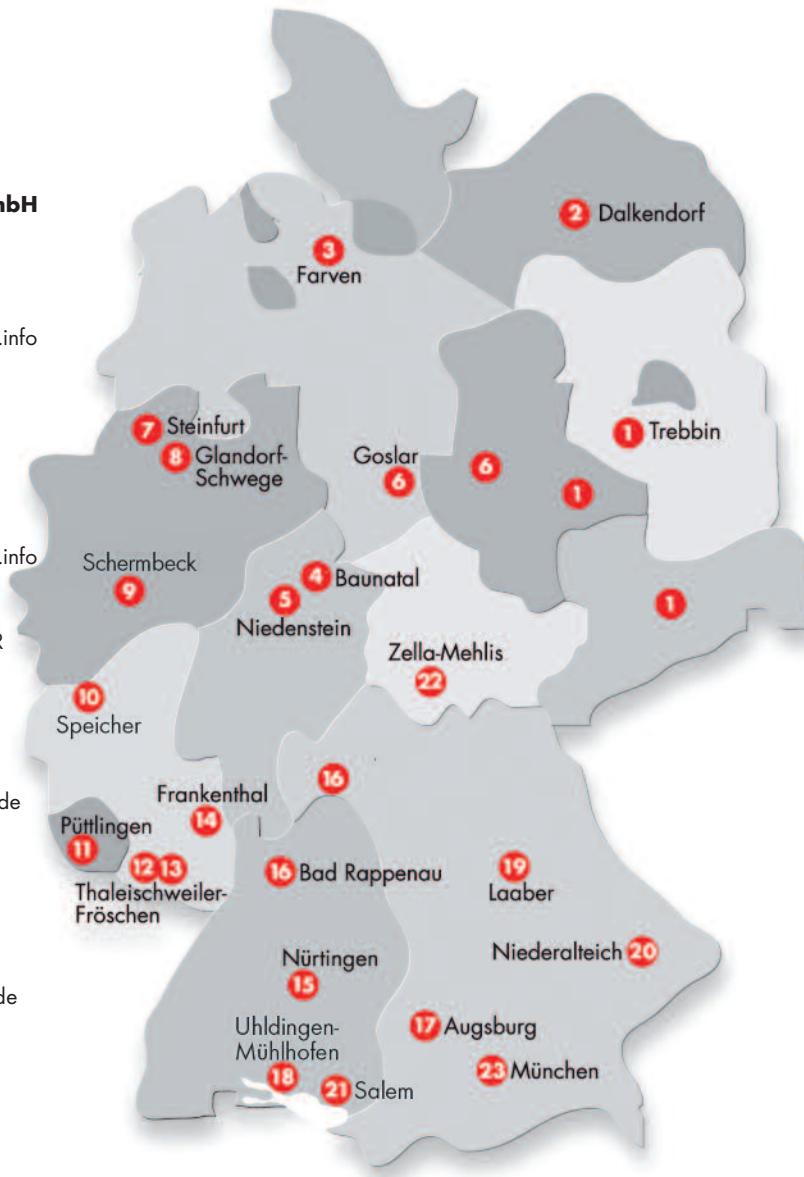 nbH
.info
.info
R
de
de
2 Dalkendorf
3
Farven
7 Steinfurt
8 Glandorf-
Schwege
Goslar
6
6
1 Trebbin
1
Schermbeck
9
4 Baunatal
5
Niedenstein
1
Zella-Mehlis
22
10
Speicher
16
Frankenthal
14
Püttlingen
11
12 13
Thaleischweiler-
Fröschen
16 Bad Rappenau
19
Laaber
Niederalteich 20
Nürtingen
15
17 Augsburg
Uhldingen-
Mühlhofen
18
21 Salem
23 München